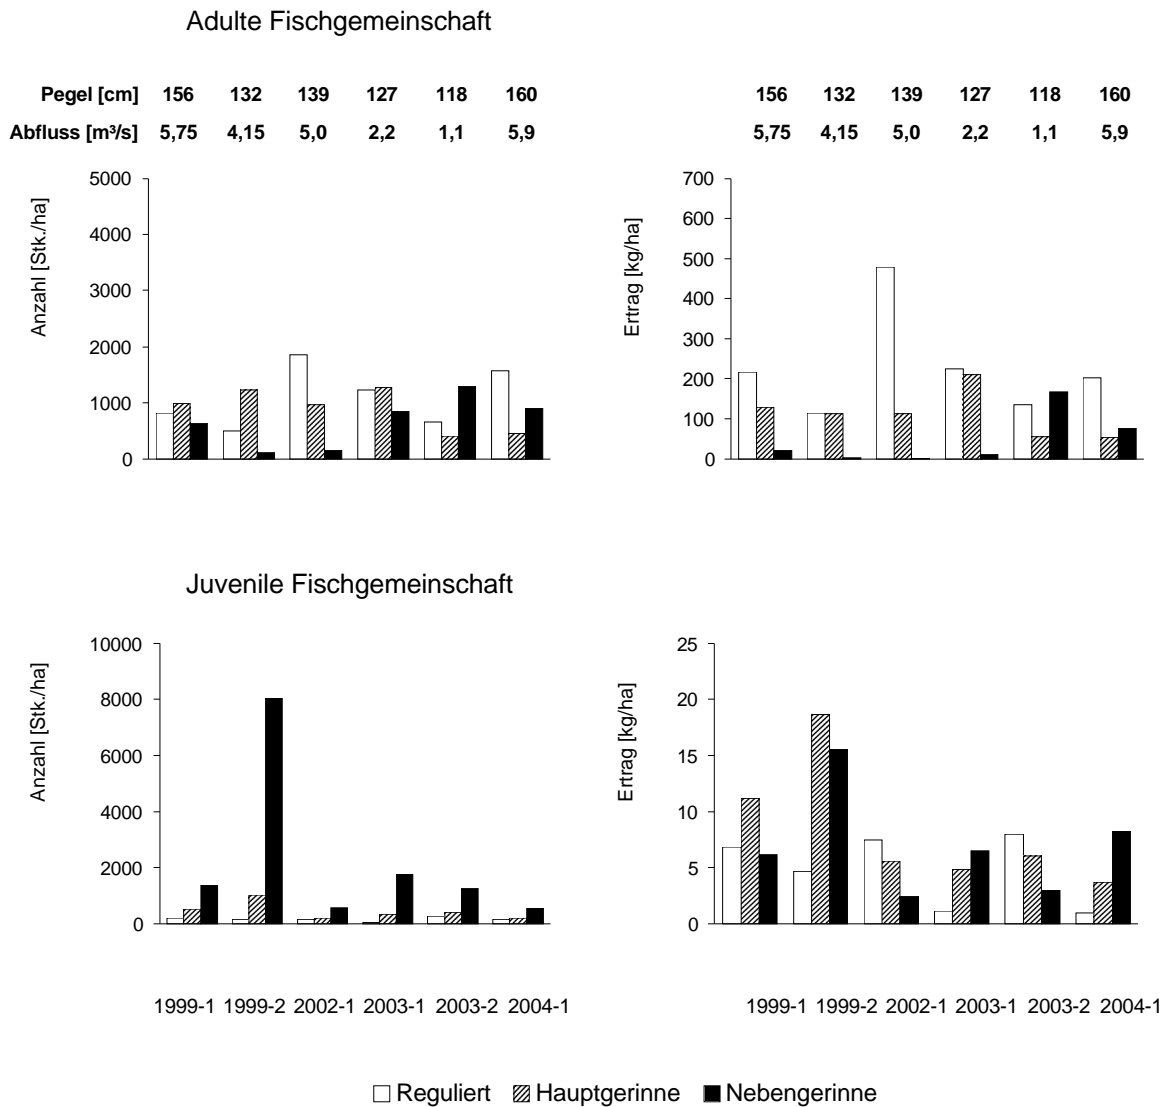 Adulte Fischgemeinschaft
Pegel [cm] 156 132 139 127 118 160 156 132 139 127 118 160
Abfluss [m³/s] 5,75 4,15 5,0 2,2 1,1 5,9 5,75 4,15 5,0 2,2 1,1 5,9
Anzahl [Stk./ha]
5000
4000
3000
2000
1000
0
Ertrag [kg/ha]
700
600
500
400
300
200
100
0
Juvenile Fischgemeinschaft
Anzahl [Stk./ha]
10000
8000
6000
4000
2000
0
Ertrag [kg/ha]
25
20
15
10
5
0
1999-1 1999-2 2002-1 2003-1 2003-2 2004-1
1999-1 1999-2 2002-1 2003-1 2003-2 2004-1
Reguliert Hauptgerinne Nebengerinne